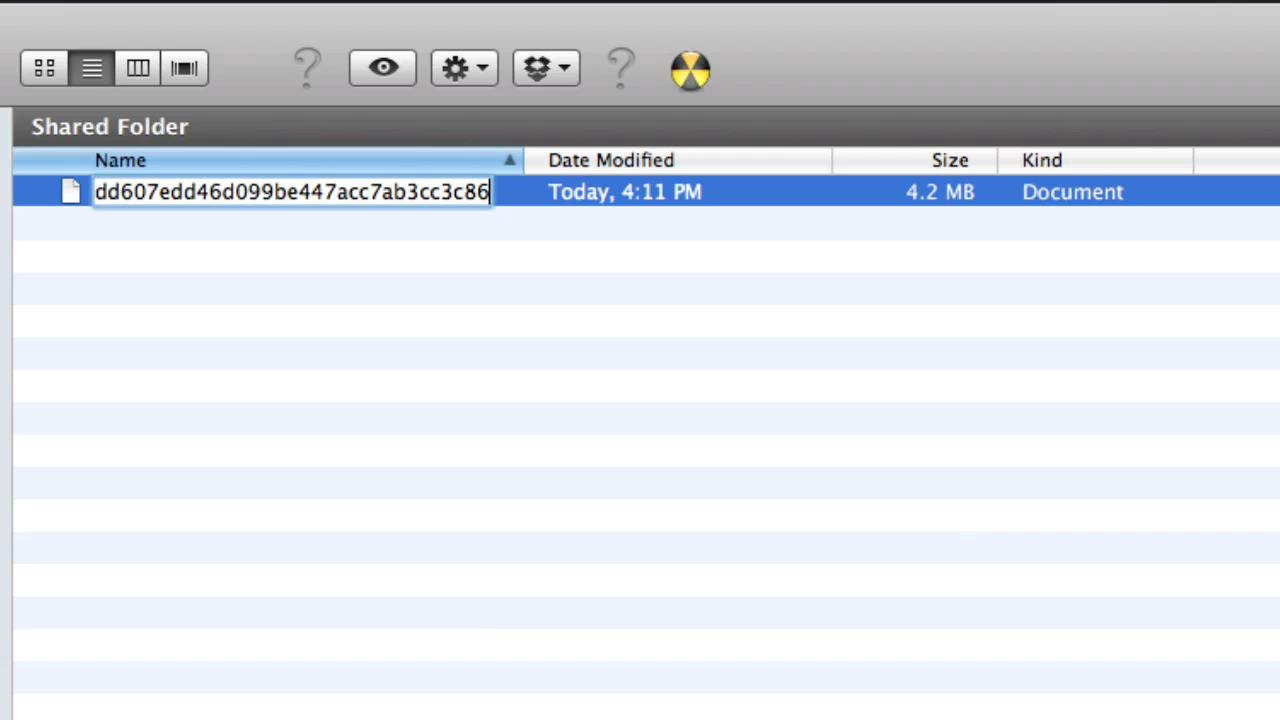 Shared Folder
Name Date Modified Size Kind
dd607edd46d099be447acc7ab3cc3c86 Today, 4:11 PM 4.2 MB Document